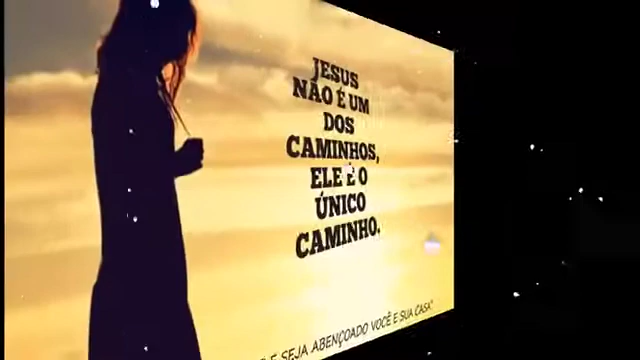 JESUS
NÃO É UM
DOS
CAMINHOS,
ELE É O
ÚNICO
CAMINHO.
E SEJA ABENÇOADO VOCÊ E SUA CASA"